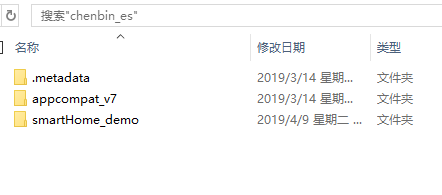 搜索"chenbin_es"
名称 修改日期 类型
.metadata 2019/3/14 星期... 文件夹
appcompat_v7 2019/3/14 星期... 文件夹
smartHome_demo 2019/4/9 星期二 ... 文件夹